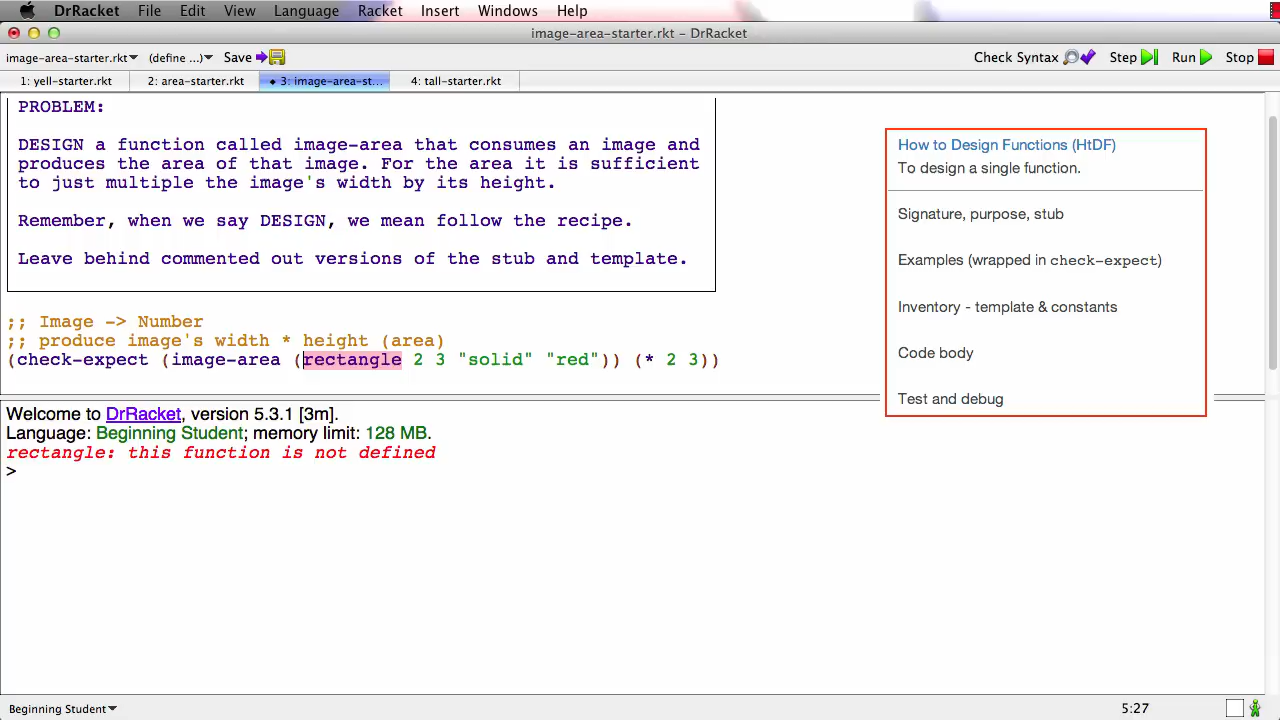 DrRacket File Edit View Language Racket Insert Windows Help
image-area-starter.rkt - DrRacket
image-area-starter.rkt (define ...) Save Check Syntax Step Run Stop
1: yell-starter.rkt 2: area-starter.rkt 3: image-area-st... 4: tall-starter.rkt
PROBLEM:
DESIGN a function called image-area that consumes an image and
produces the area of that image. For the area it is sufficient
to just multiple the image's width by its height.
Remember, when we say DESIGN, we mean follow the recipe.
Leave behind commented out versions of the stub and template.
;; Image -> Number
;; produce image's width * height (area)
(check-expect (image-area (rectangle 2 3 "solid" "red")) (* 2 3))
How to Design Functions (HtDF)
To design a single function.
Signature, purpose, stub
Examples (wrapped in check-expect)
Inventory - template & constants
Code body
Test and debug
Welcome to DrRacket, version 5.3.1 [3m].
Language: Beginning Student; memory limit: 128 MB.
rectangle: this function is not defined
>
Beginning Student 5:27